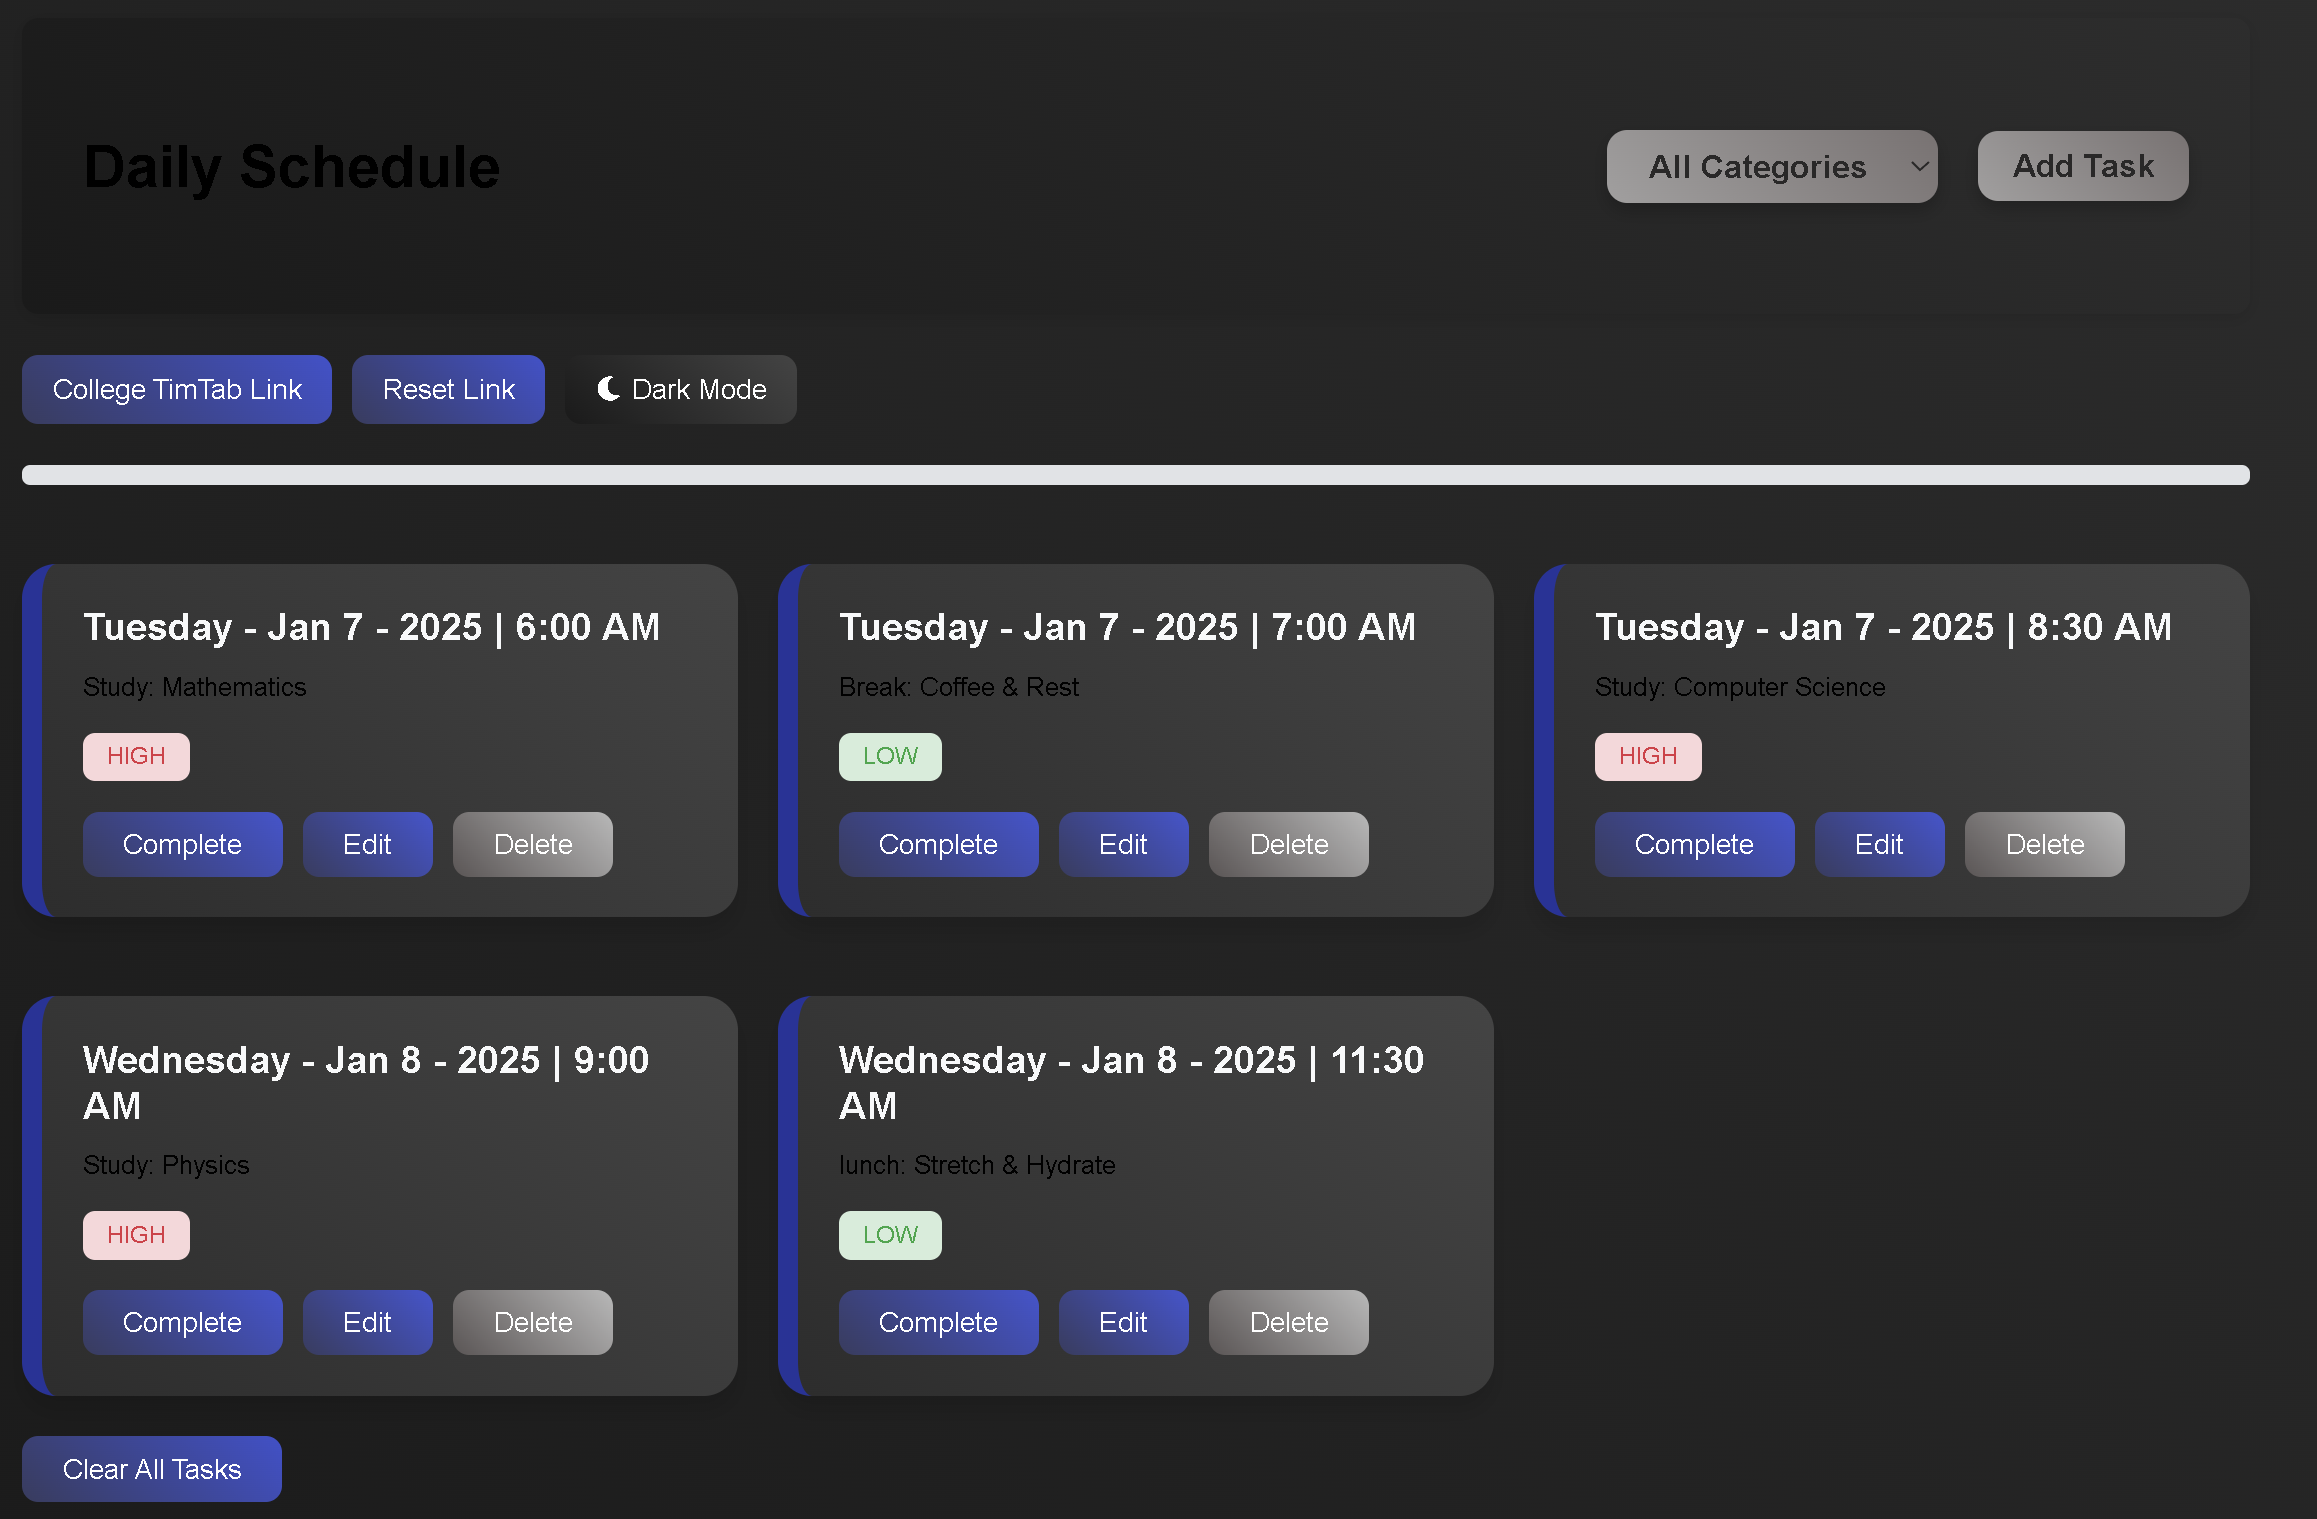 Daily Schedule
All Categories
Add Task
College TimTab Link
Reset Link
Dark Mode
Tuesday - Jan 7 - 2025 | 6:00 AM
Study: Mathematics
HIGH
Complete
Edit
Delete
Tuesday - Jan 7 - 2025 | 7:00 AM
Break: Coffee & Rest
LOW
Complete
Edit
Delete
Tuesday - Jan 7 - 2025 | 8:30 AM
Study: Computer Science
HIGH
Complete
Edit
Delete
Wednesday - Jan 8 - 2025 | 9:00
AM
Study: Physics
HIGH
Complete
Edit
Delete
Wednesday - Jan 8 - 2025 | 11:30
AM
lunch: Stretch & Hydrate
LOW
Complete
Edit
Delete
Clear All Tasks